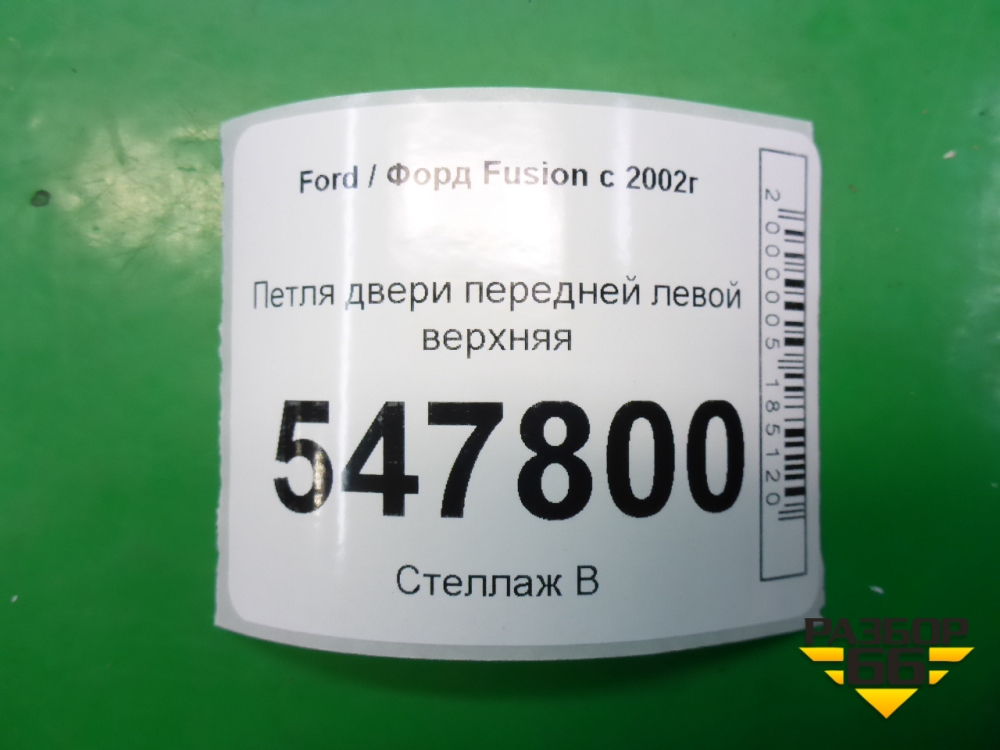 Ford / Форд Fusion с 2002г
Петля двери передней левой
верхняя
547800
Стеллаж В
2000005185120
РАЗБОР
66